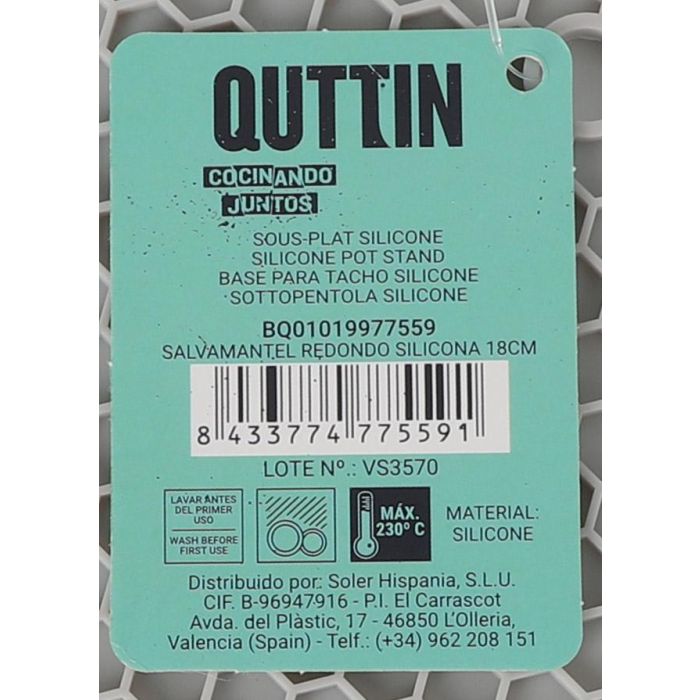 QUTTIN
COCINANDO
JUNTOS
SOUS-PLAT SILICONE
SILICONE POT STAND
BASE PARA TACHO SILICONE
SOTTOPENTOLA SILICONE
BQ01019977559
SALVAMANTEL REDONDO SILICONA 18CM
8 433774 775591
LOTE Nº.: VS3570
LAVAR ANTES
DEL PRIMER
USO
WASH BEFORE
FIRST USE
MÁX.
230º C
MATERIAL:
SILICONE
Distribuido por: Soler Hispania, S.L.U.
CIF. B-96947916 - P.I. El Carrascot
Avda. del Plàstic, 17 - 46850 L'Olleria,
Valencia (Spain) - Telf.: (+34) 962 208 151